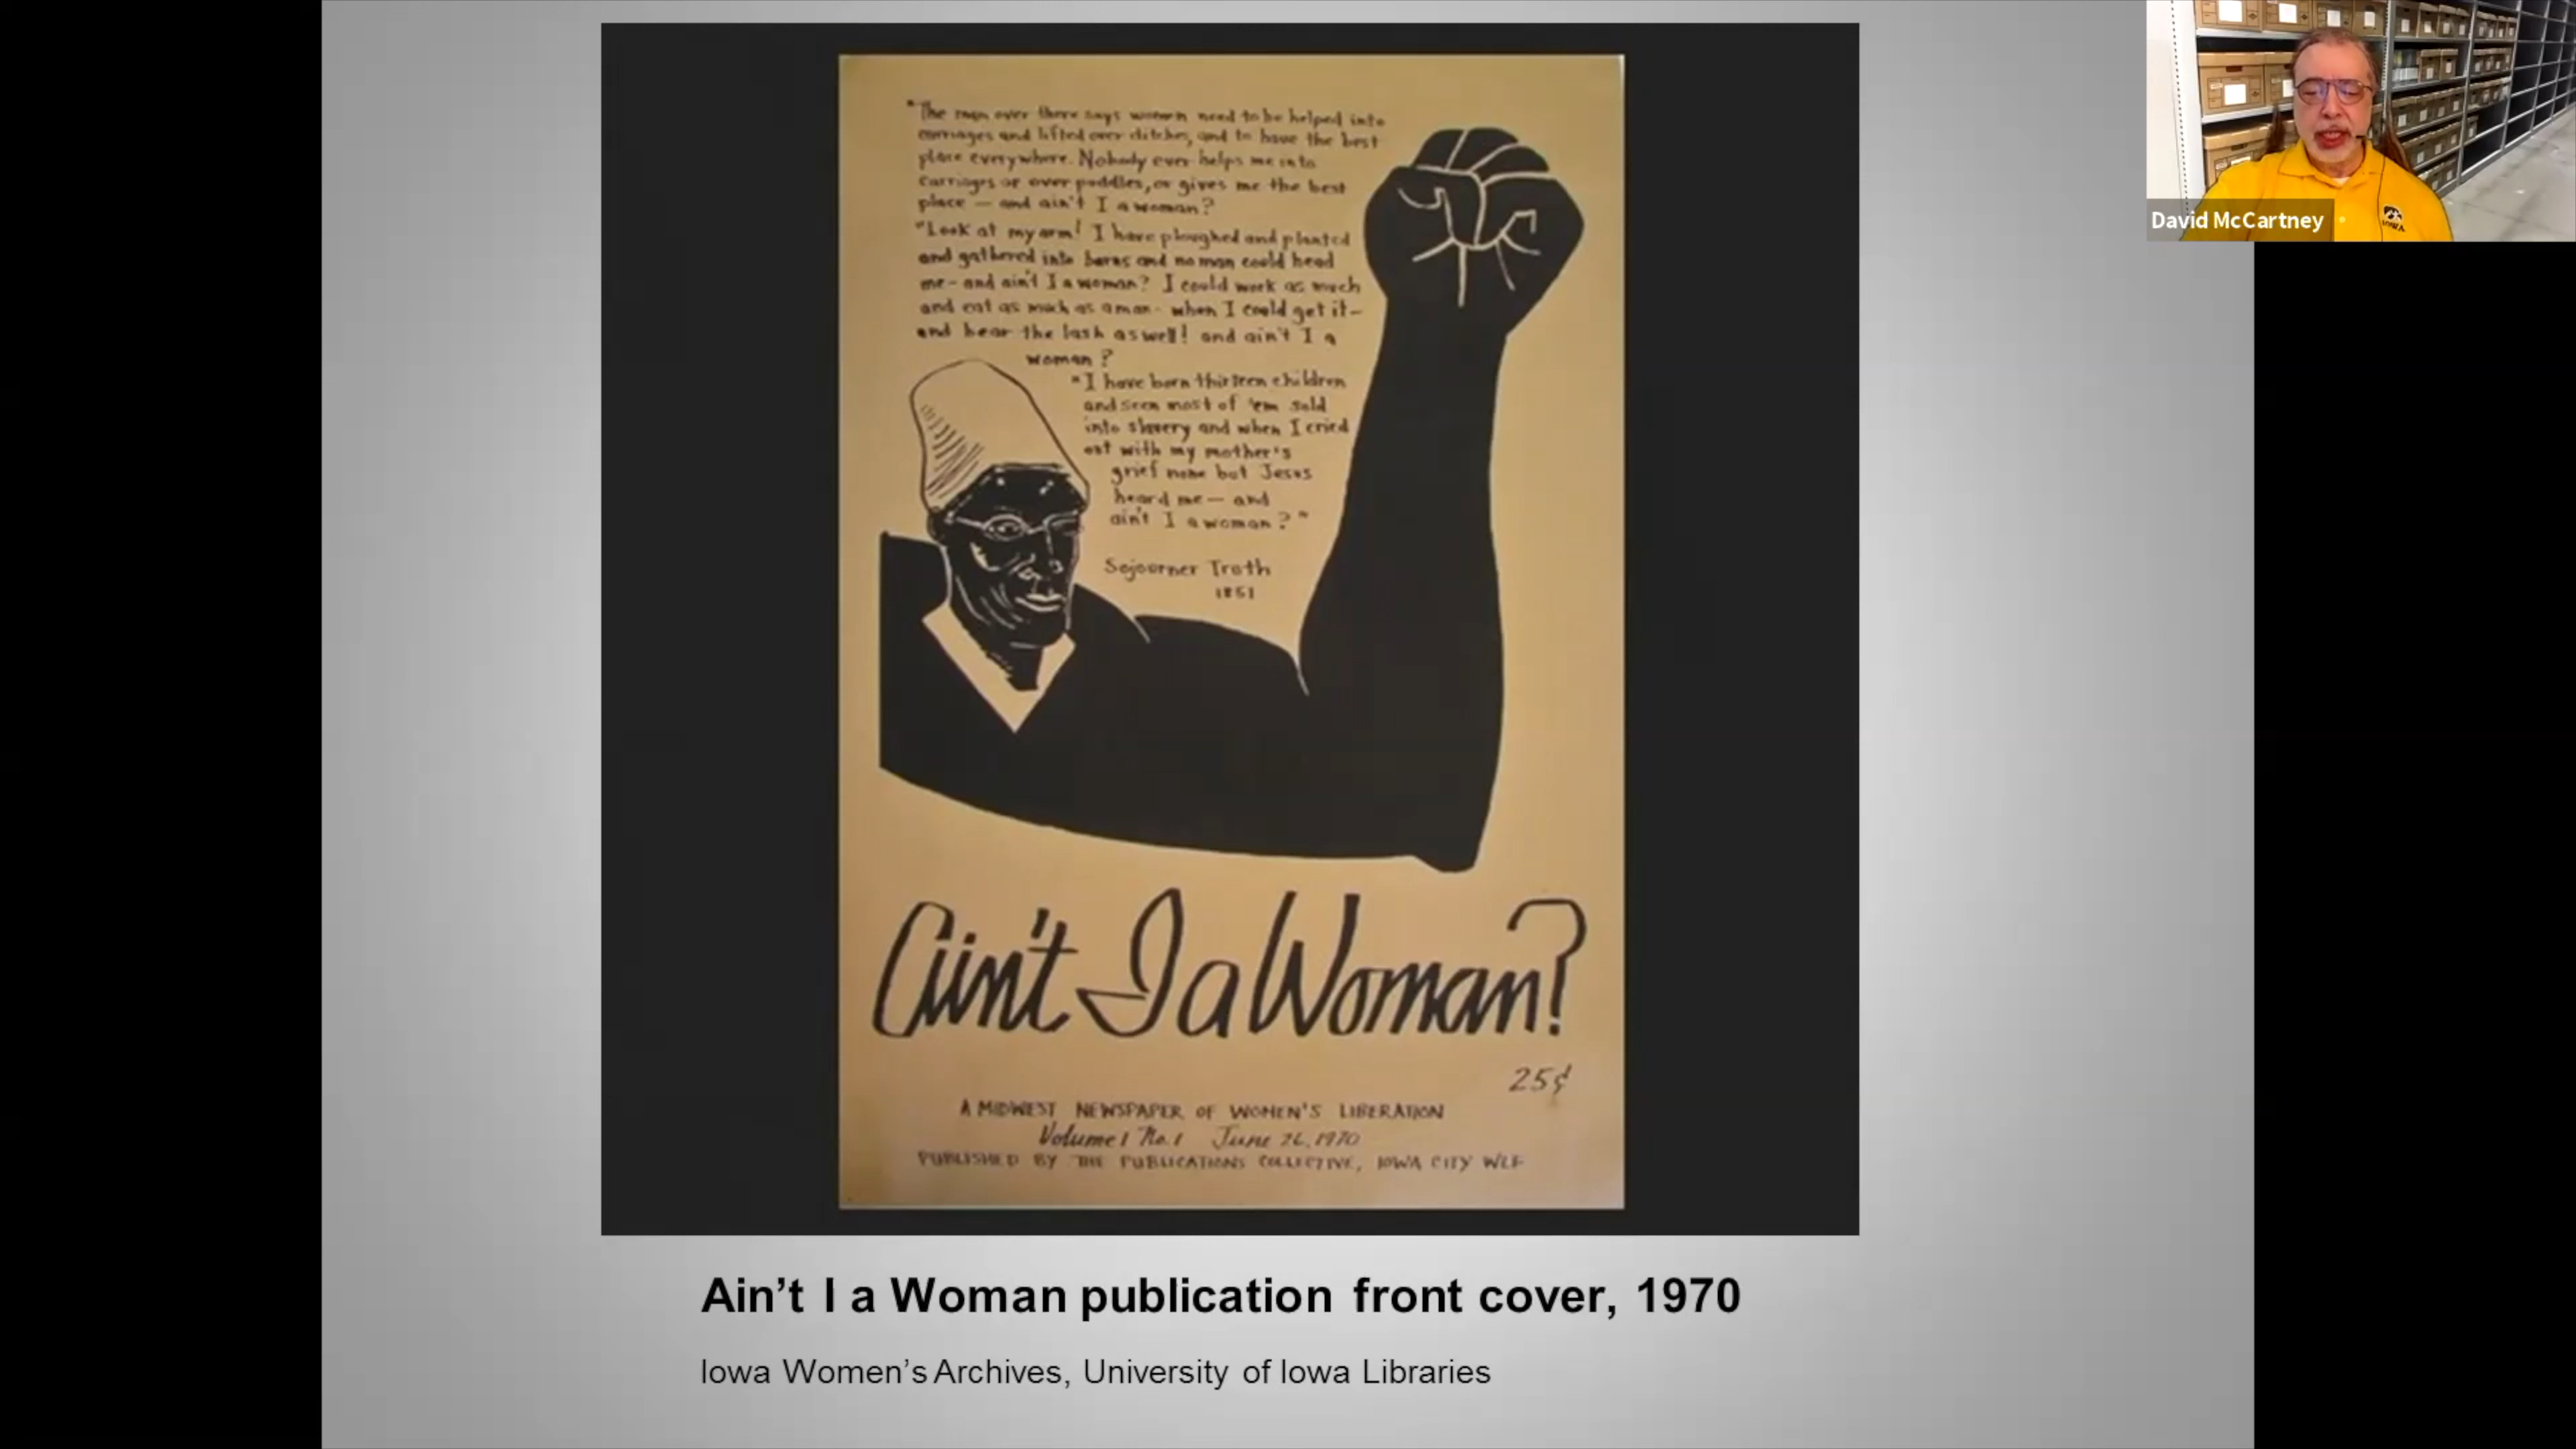 "The man over there says women need to be helped into
carriages and lifted over ditches, and to have the best
place everywhere. Nobody ever helps me into
carriages or over puddles, or gives me the best
place — and ain't I a woman?
"Look at my arm! I have ploughed and planted
and gathered into barns and no man could head
me - and ain't I a woman? I could work as much
and eat as much as a man - when I could get it -
and bear the lash as well! and ain't I a
woman?
"I have born thirteen children
and seen most of 'em sold
into slavery and when I cried
out with my mother's
grief none but Jesus
heard me — and
ain't I a woman?"
Sojourner Truth
1851
Ain't I a Woman?
25¢
A MIDWEST NEWSPAPER OF WOMEN'S LIBERATION
Volume 1 No. 1 June 26, 1970
PUBLISHED BY THE PUBLICATIONS COLLECTIVE, IOWA CITY WLF
Ain't I a Woman publication front cover, 1970
Iowa Women's Archives, University of Iowa Libraries
David McCartney
IOWA